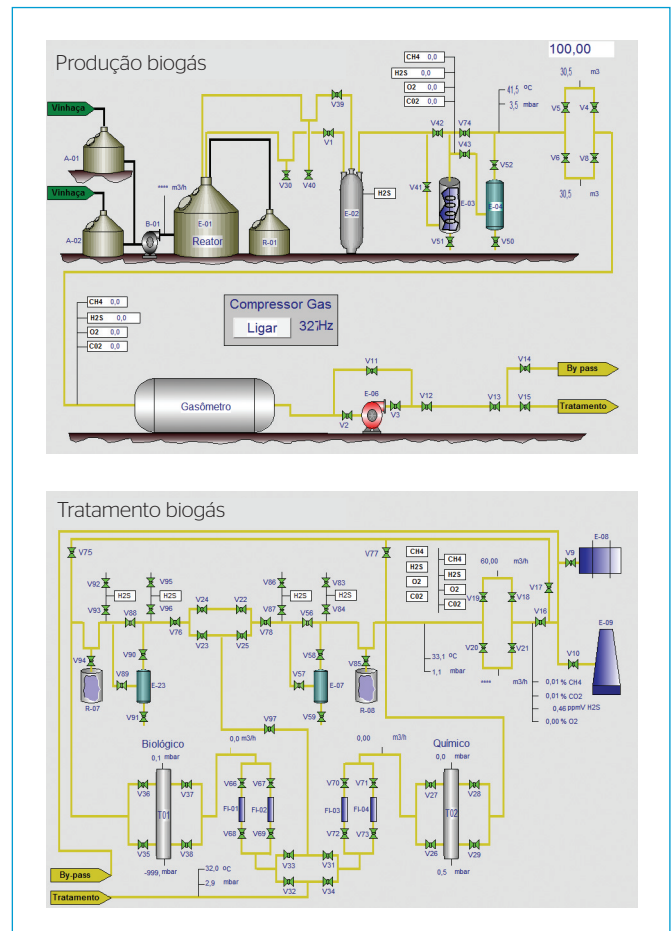 Produção biogás
100,00
CH4 0,0
H2S 0,0
O2 0,0
C02 0,0
30,5 m3
41,5 ºC
3,5 mbar
Vinhaça
A-01
Vinhaça
A-02
B-01
**** m3/h
E-01
Reator
R-01
V39
V1
V30
V40
E-02
H2S
V42
V74
V43
V41
E-03
V52
E-04
V51
V50
V5
V4
V6
V8
30,5 m3
CH4 0,0
H2S 0,0
O2 0,0
C02 0,0
Compressor Gas
Ligar
Gasômetro
V11
V2
E-06
V3
V12
V13
V14
By pass
V15
Tratamento
Tratamento biogás
V75
V77
V92
V95
H2S
H2S
V93
V96
V88
V76
V24
V22
V23
V25
V78
V86
V83
H2S
H2S
V87
V84
V56
V94
R-07
V89
V90
E-23
V91
V57
V58
E-07
V59
V85
R-08
CH4
H2S
O2
C02
CH4
H2S
O2
C02
60,00 m3/h
V19
V18
V20
V21
**** m3/h
33,1 ºC
1,1 mbar
V17
V16
V9
E-08
E-09
V10
0,01 % CH4
0,01 % CO2
0,46 ppmV H2S
0,00 % O2
V97
Biológico
0,1 mbar
V36
V37
T01
V35
V38
-999, mbar
0,0 m3/h
V66
V67
FI-01
FI-02
V68
V69
V33
V31
V32
V34
0,00 m3/h
V70
V71
FI-03
FI-04
V72
V73
Químico
0,0 mbar
V27
V28
T02
V26
V29
0,5 mbar
By-pass
Tratamento
32,0 ºC
2,9 mbar